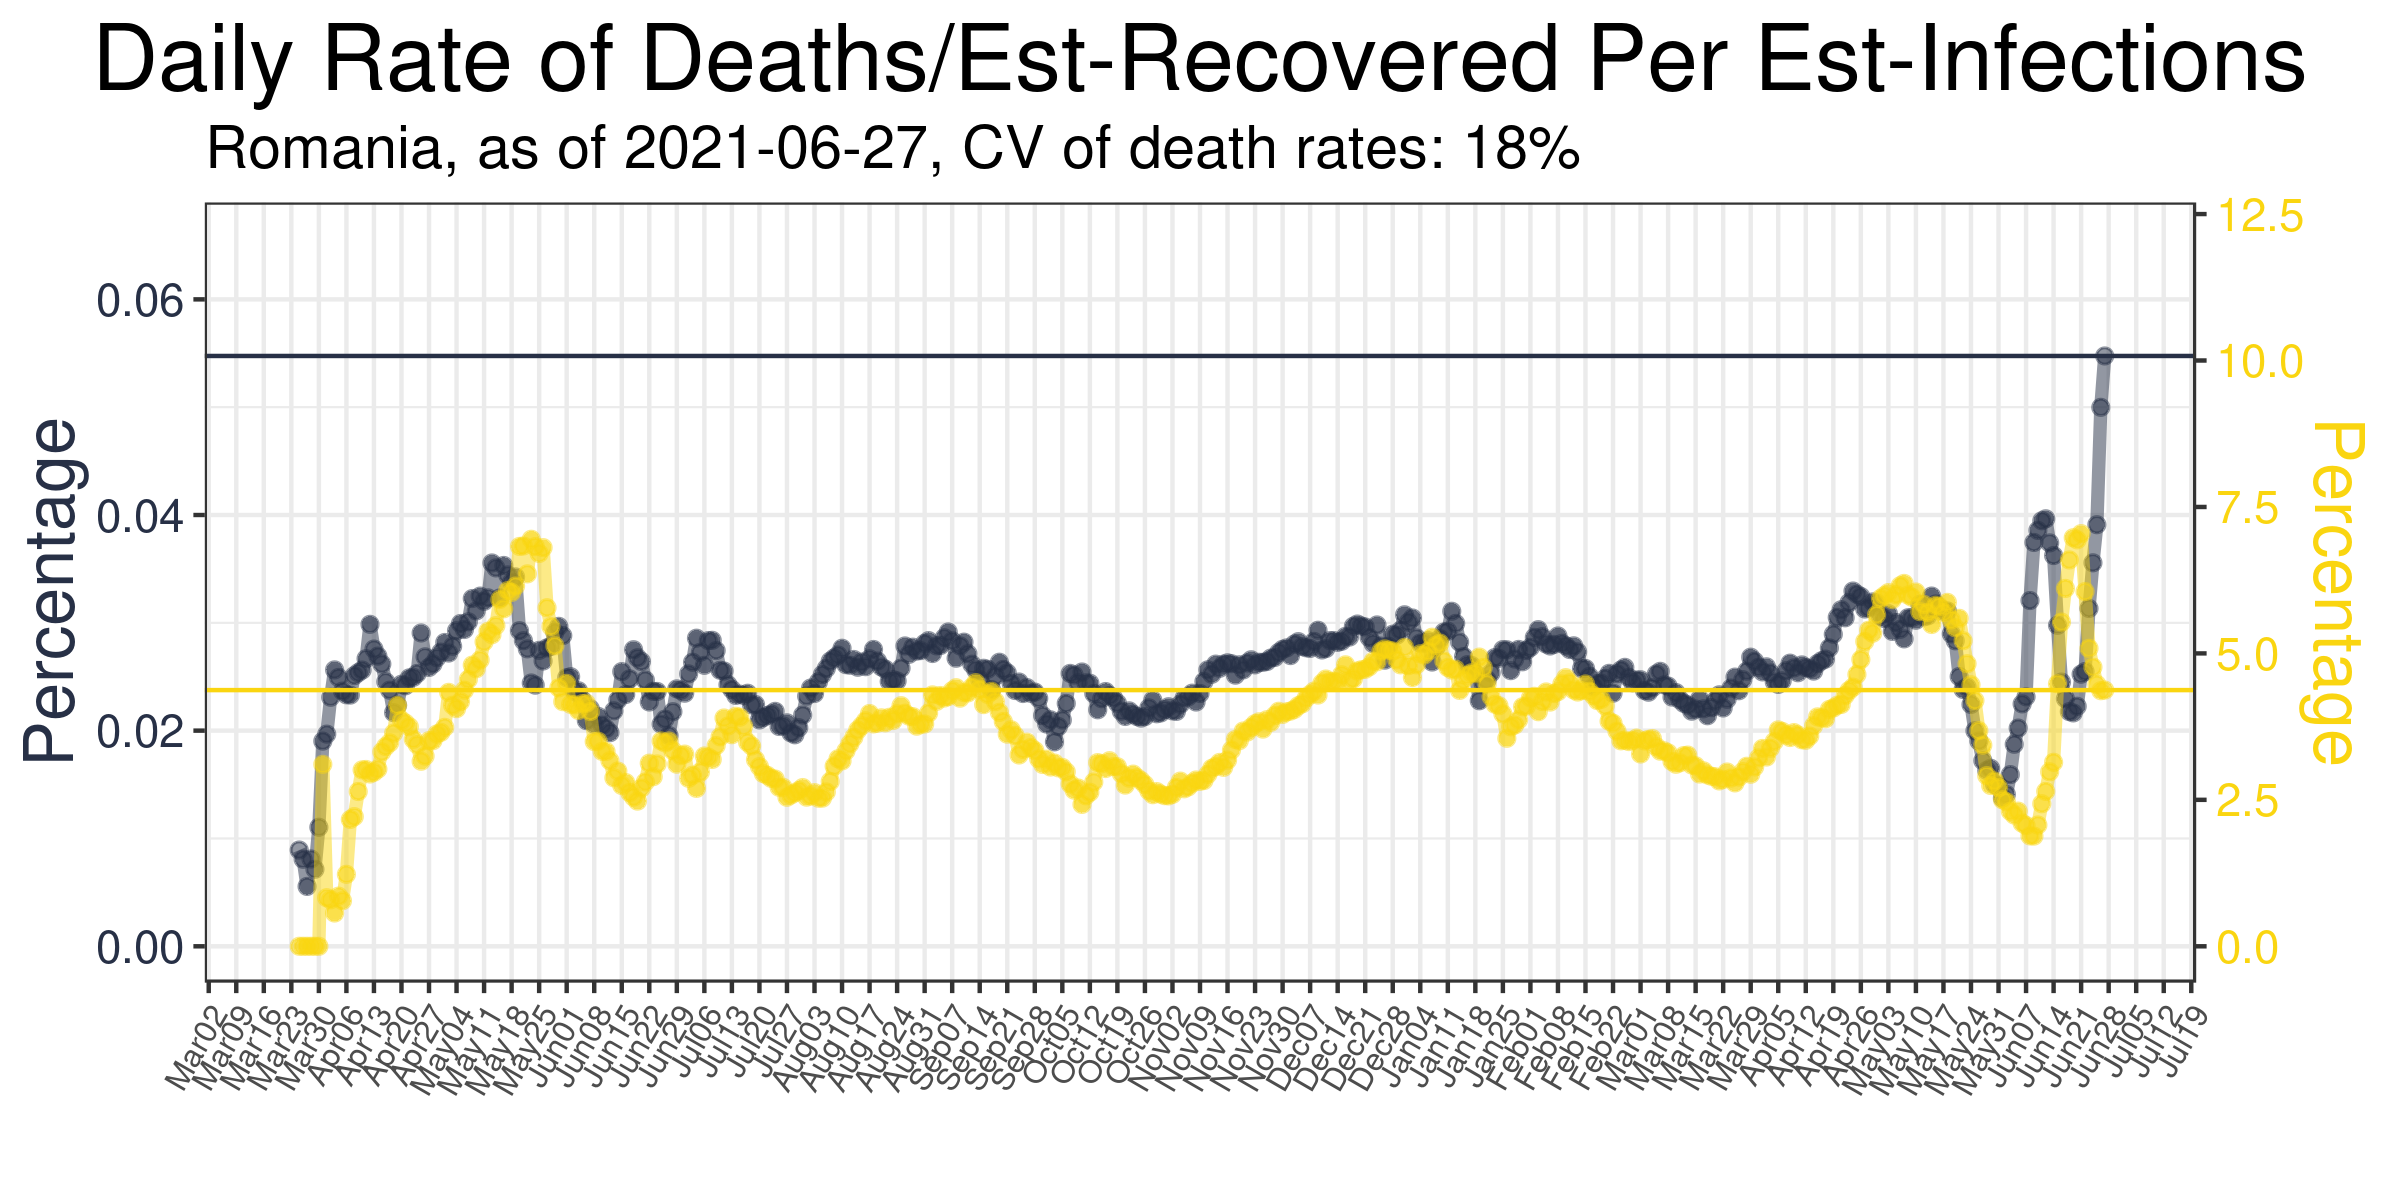 Daily Rate of Deaths/Est-Recovered Per Est-Infections
Romania, as of 2021-06-27, CV of death rates: 18%
Percentage
0.06
0.04
0.02
0.00
12.5
10.0
7.5
5.0
2.5
0.0
Percentage
Mar02
Mar09
Mar16
Mar23
Mar30
Apr06
Apr13
Apr20
Apr27
May04
May11
May18
May25
Jun01
Jun08
Jun15
Jun22
Jun29
Jul06
Jul13
Jul20
Jul27
Aug03
Aug10
Aug17
Aug24
Aug31
Sep07
Sep14
Sep21
Sep28
Oct05
Oct12
Oct19
Oct26
Nov02
Nov09
Nov16
Nov23
Nov30
Dec07
Dec14
Dec21
Dec28
Jan04
Jan11
Jan18
Jan25
Feb01
Feb08
Feb15
Feb22
Mar01
Mar08
Mar15
Mar22
Mar29
Apr05
Apr12
Apr19
Apr26
May03
May10
May17
May24
May31
Jun07
Jun14
Jun21
Jun28
Jul05
Jul12
Jul19